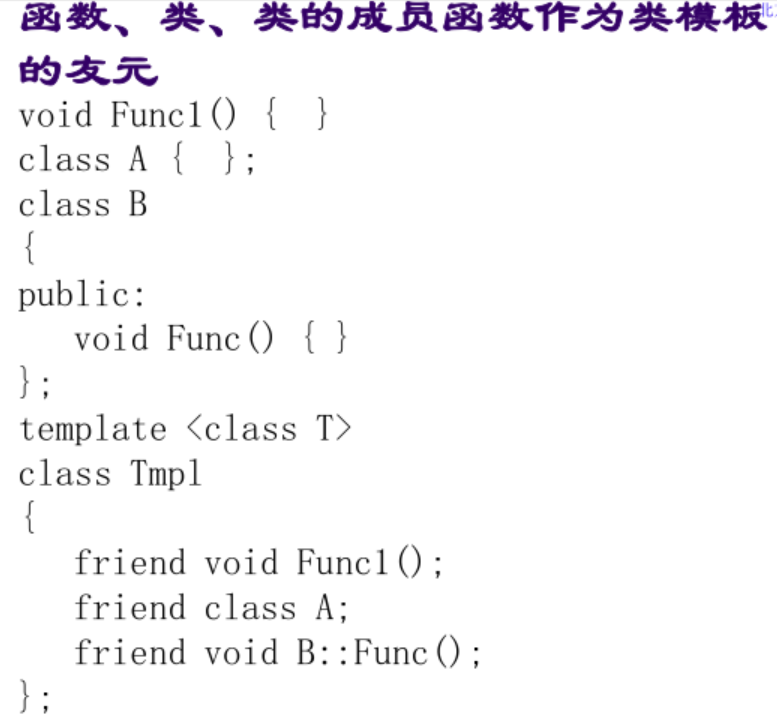 函数、类、类的成员函数作为类模板
的友元
void Func1() {  }
class A {  };
class B
{
public:
   void Func() { }
};
template <class T>
class Tmpl
{
   friend void Func1();
   friend class A;
   friend void B::Func();
};